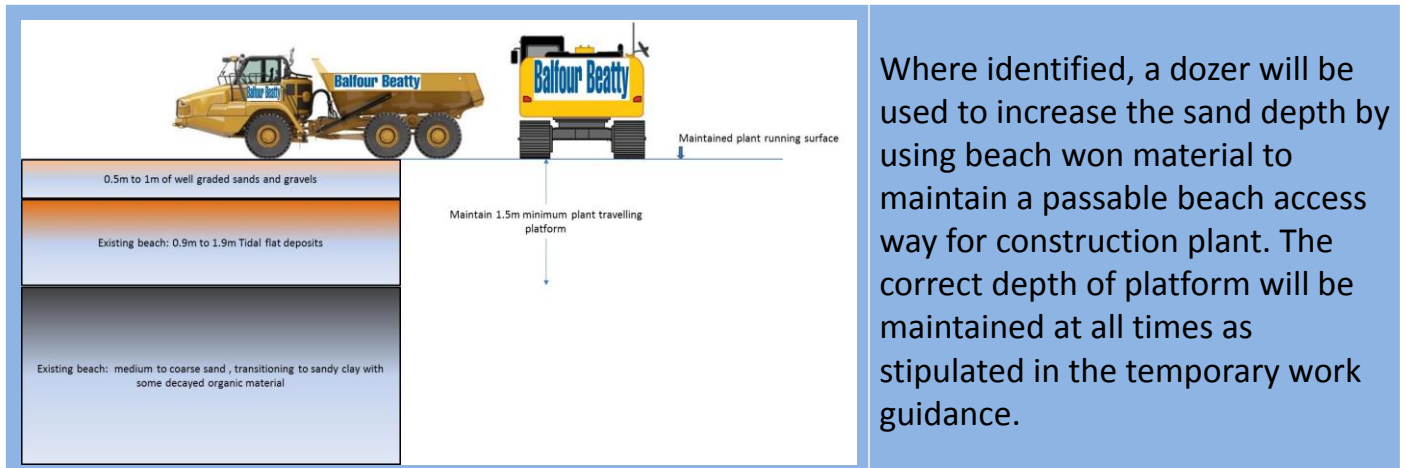 Balfour Beatty
Balfour Beatty
Balfour Beatty
Maintained plant running surface
0.5m to 1m of well graded sands and gravels
Maintain 1.5m minimum plant travelling
platform
Existing beach: 0.9m to 1.9m Tidal flat deposits
Existing beach:  medium to coarse sand , transitioning to sandy clay with
some decayed organic material
Where identified, a dozer will be
used to increase the sand depth by
using beach won material to
maintain a passable beach access
way for construction plant. The
correct depth of platform will be
maintained at all times as
stipulated in the temporary work
guidance.